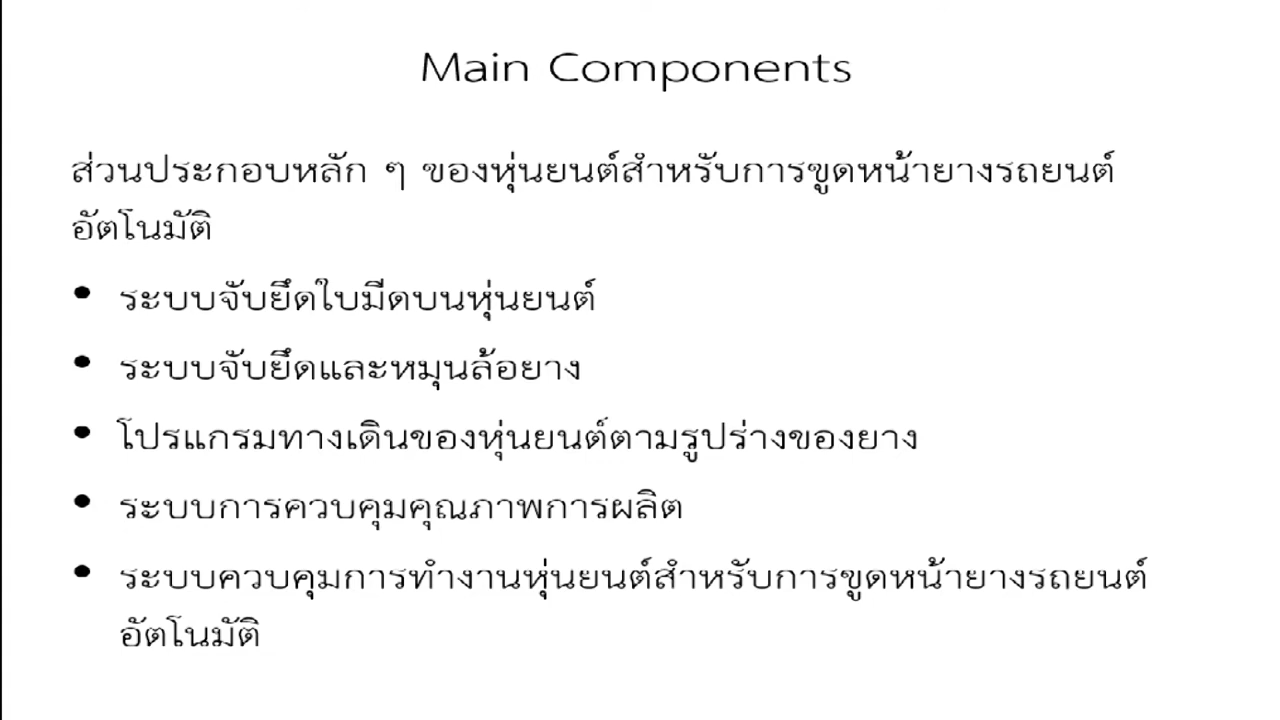 Main Components
ส่วนประกอบหลัก ๆ ของหุ่นยนต์สำหรับการขูดหน้ายางรถยนต์
อัตโนมัติ
• ระบบจับยึดใบมีดบนหุ่นยนต์
• ระบบจับยึดและหมุนล้อยาง
• โปรแกรมทางเดินของหุ่นยนต์ตามรูปร่างของยาง
• ระบบการควบคุมคุณภาพการผลิต
• ระบบควบคุมการทำงานหุ่นยนต์สำหรับการขูดหน้ายางรถยนต์
อัตโนมัติ